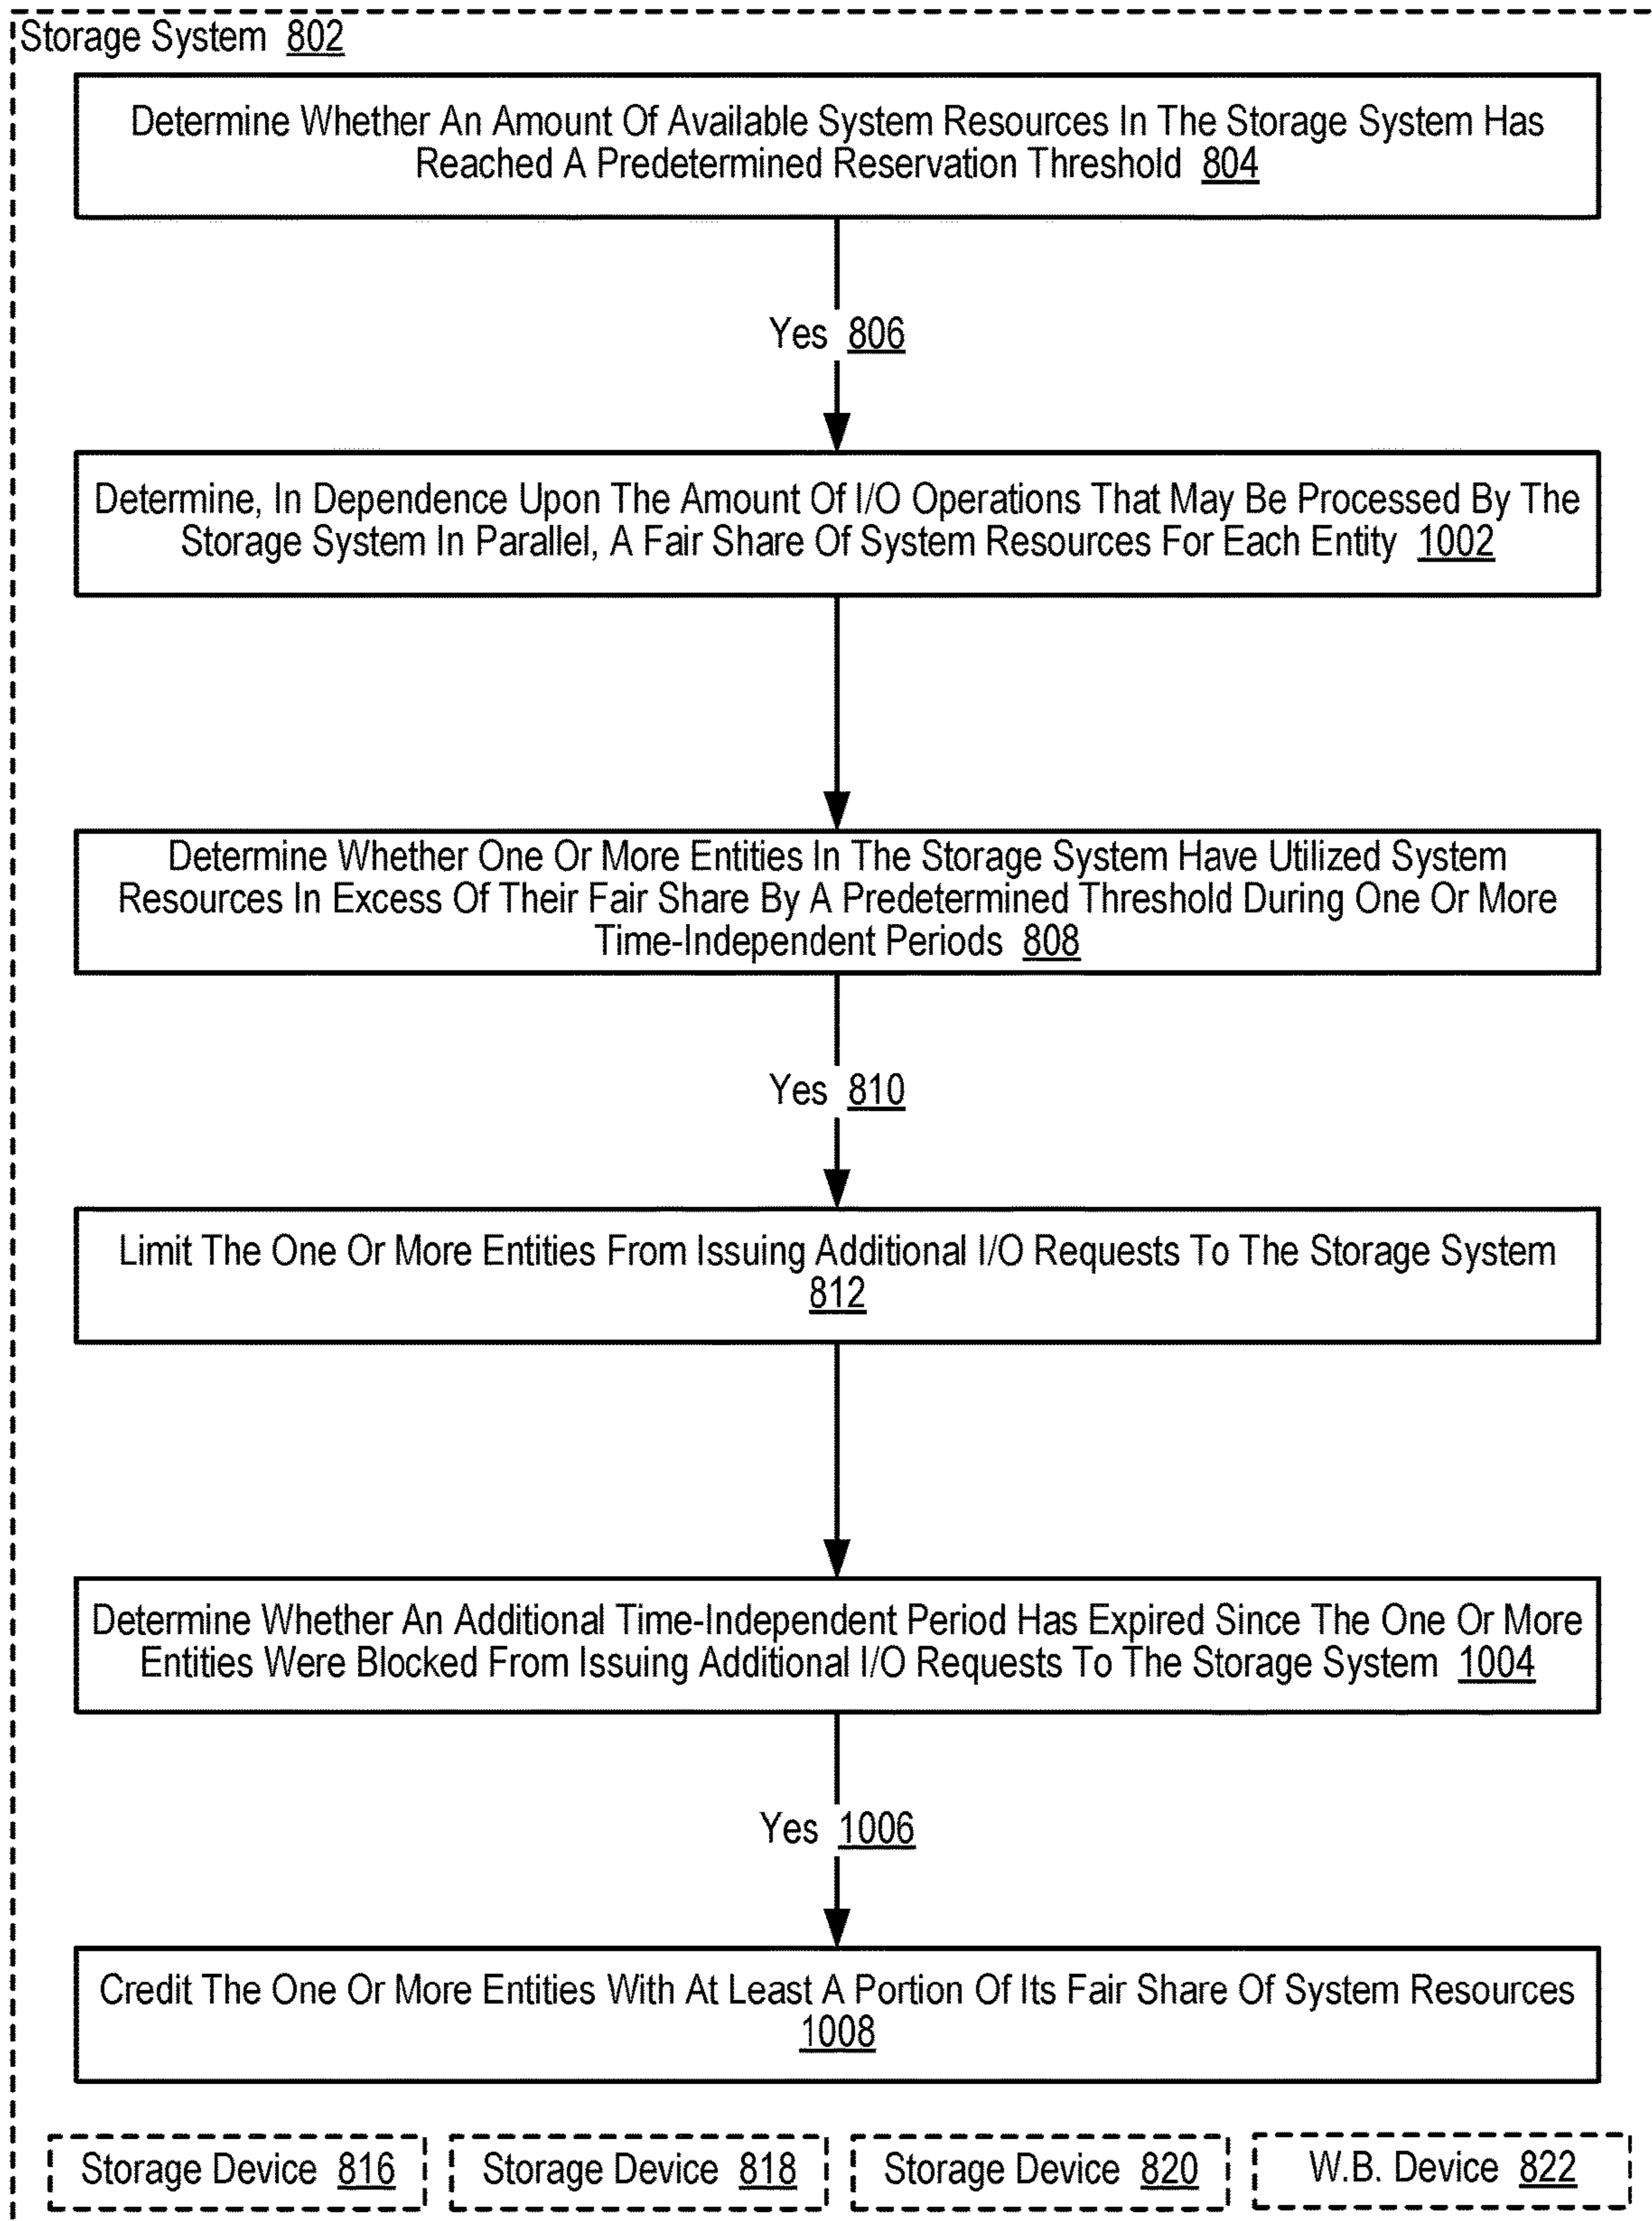 Storage System 802
Determine Whether An Amount Of Available System Resources In The Storage System Has
Reached A Predetermined Reservation Threshold 804
Yes 806
Determine, In Dependence Upon The Amount Of I/O Operations That May Be Processed By The
Storage System In Parallel, A Fair Share Of System Resources For Each Entity 1002
Determine Whether One Or More Entities In The Storage System Have Utilized System
Resources In Excess Of Their Fair Share By A Predetermined Threshold During One Or More
Time-Independent Periods 808
Yes 810
Limit The One Or More Entities From Issuing Additional I/O Requests To The Storage System
812
Determine Whether An Additional Time-Independent Period Has Expired Since The One Or More
Entities Were Blocked From Issuing Additional I/O Requests To The Storage System 1004
Yes 1006
Credit The One Or More Entities With At Least A Portion Of Its Fair Share Of System Resources
1008
Storage Device 816
Storage Device 818
Storage Device 820
W.B. Device 822